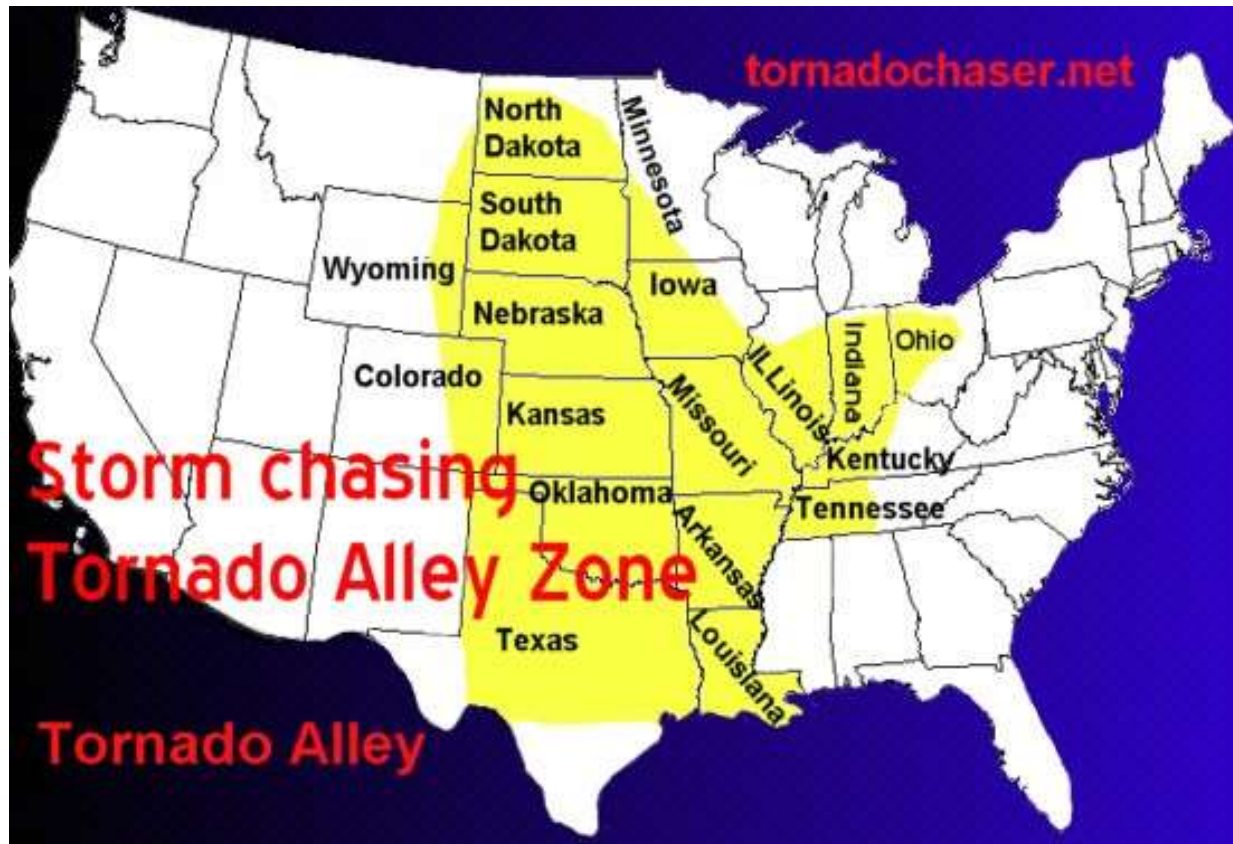 tornadochaser.net
North
Dakota
Minnesota
South
Dakota
Wyoming
Iowa
Nebraska
Indiana
Ohio
ILLinois
Colorado
Missouri
Kansas
Kentucky
Storm chasing
Oklahoma
Tennessee
Arkansas
Tornado Alley Zone
Texas
Louisiana
Tornado Alley